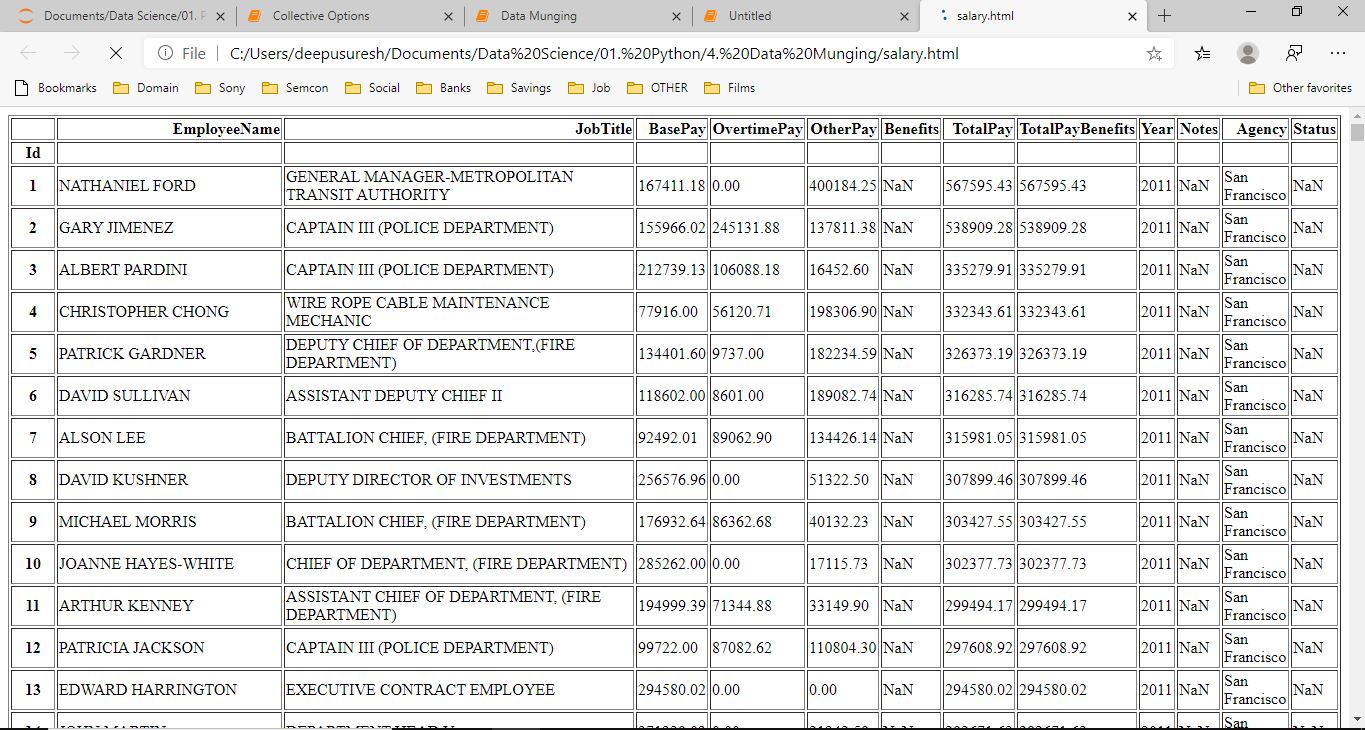 Documents/Data Science/01. P
Collective Options
Data Munging
Untitled
salary.html
File
C:/Users/deepusuresh/Documents/Data%20Science/01.%20Python/4.%20Data%20Munging/salary.html
Bookmarks Domain Sony Semcon Social Banks Savings Job OTHER Films Other favorites
EmployeeName JobTitle BasePay OvertimePay OtherPay Benefits TotalPay TotalPayBenefits Year Notes Agency Status
Id
1 NATHANIEL FORD GENERAL MANAGER-METROPOLITAN TRANSIT AUTHORITY 167411.18 0.00 400184.25 NaN 567595.43 567595.43 2011 NaN San Francisco NaN
2 GARY JIMENEZ CAPTAIN III (POLICE DEPARTMENT) 155966.02 245131.88 137811.38 NaN 538909.28 538909.28 2011 NaN San Francisco NaN
3 ALBERT PARDINI CAPTAIN III (POLICE DEPARTMENT) 212739.13 106088.18 16452.60 NaN 335279.91 335279.91 2011 NaN San Francisco NaN
4 CHRISTOPHER CHONG WIRE ROPE CABLE MAINTENANCE MECHANIC 77916.00 56120.71 198306.90 NaN 332343.61 332343.61 2011 NaN San Francisco NaN
5 PATRICK GARDNER DEPUTY CHIEF OF DEPARTMENT,(FIRE DEPARTMENT) 134401.60 9737.00 182234.59 NaN 326373.19 326373.19 2011 NaN San Francisco NaN
6 DAVID SULLIVAN ASSISTANT DEPUTY CHIEF II 118602.00 8601.00 189082.74 NaN 316285.74 316285.74 2011 NaN San Francisco NaN
7 ALSON LEE BATTALION CHIEF, (FIRE DEPARTMENT) 92492.01 89062.90 134426.14 NaN 315981.05 315981.05 2011 NaN San Francisco NaN
8 DAVID KUSHNER DEPUTY DIRECTOR OF INVESTMENTS 256576.96 0.00 51322.50 NaN 307899.46 307899.46 2011 NaN San Francisco NaN
9 MICHAEL MORRIS BATTALION CHIEF, (FIRE DEPARTMENT) 176932.64 86362.68 40132.23 NaN 303427.55 303427.55 2011 NaN San Francisco NaN
10 JOANNE HAYES-WHITE CHIEF OF DEPARTMENT, (FIRE DEPARTMENT) 285262.00 0.00 17115.73 NaN 302377.73 302377.73 2011 NaN San Francisco NaN
11 ARTHUR KENNEY ASSISTANT CHIEF OF DEPARTMENT, (FIRE DEPARTMENT) 194999.39 71344.88 33149.90 NaN 299494.17 299494.17 2011 NaN San Francisco NaN
12 PATRICIA JACKSON CAPTAIN III (POLICE DEPARTMENT) 99722.00 87082.62 110804.30 NaN 297608.92 297608.92 2011 NaN San Francisco NaN
13 EDWARD HARRINGTON EXECUTIVE CONTRACT EMPLOYEE 294580.02 0.00 0.00 NaN 294580.02 294580.02 2011 NaN San Francisco NaN
San